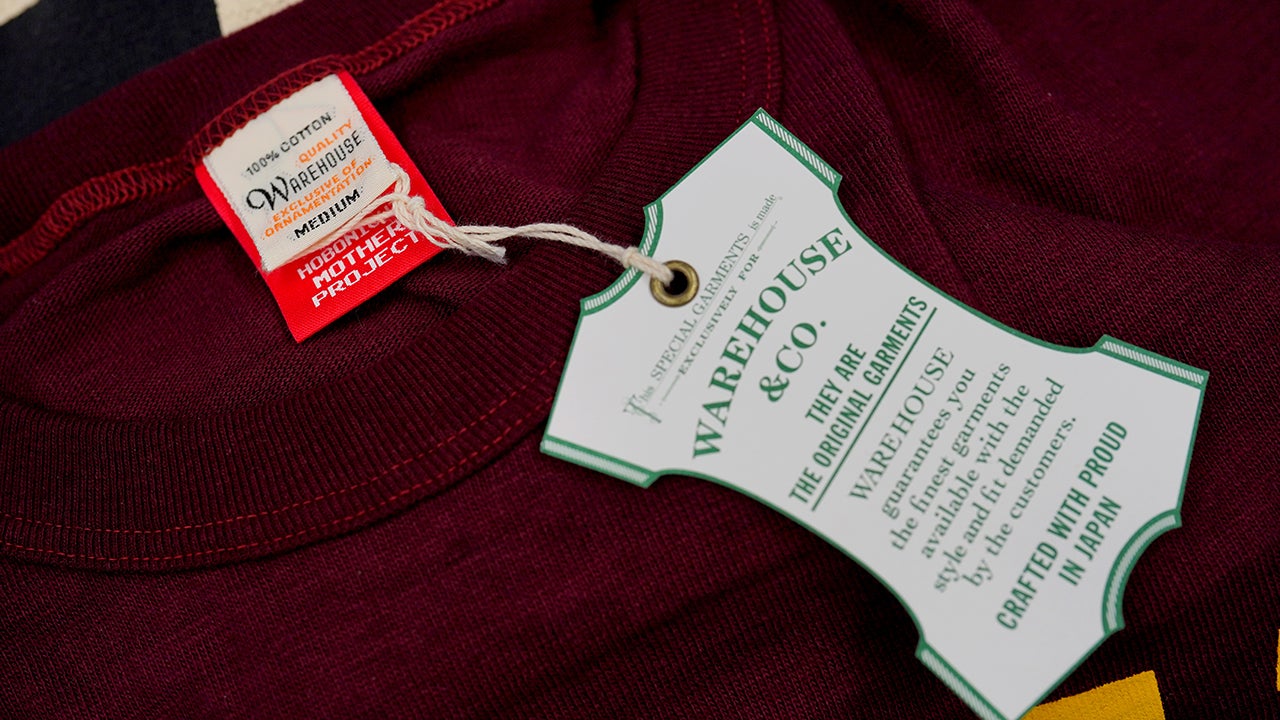 100% COTTON
QUALITY
WAREHOUSE
EXCLUSIVE OF
ORNAMENTATION
MEDIUM
HOBONICHI
MOTHER
PROJECT
This SPECIAL GARMENTS is made
EXCLUSIVELY FOR
WAREHOUSE
&CO.
THEY ARE
THE ORIGINAL GARMENTS
WAREHOUSE
guarantees you
the finest garments
available with the
style and fit demanded
by the customers.
CRAFTED WITH PROUD
IN JAPAN